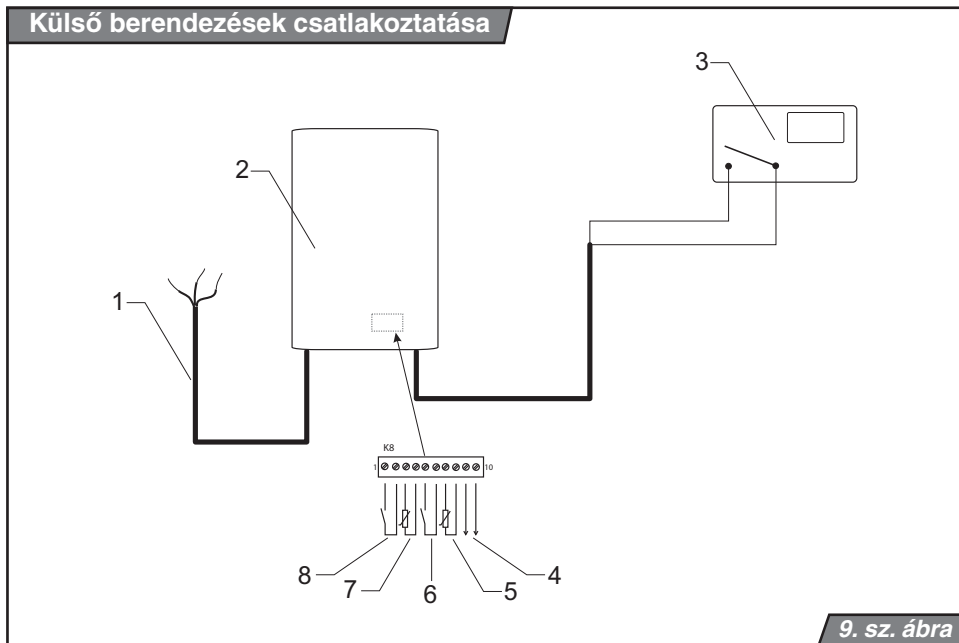 Külső berendezések csatlakoztatása
3
2
1
K8
1 10
8 7 6 5 4
9. sz. ábra